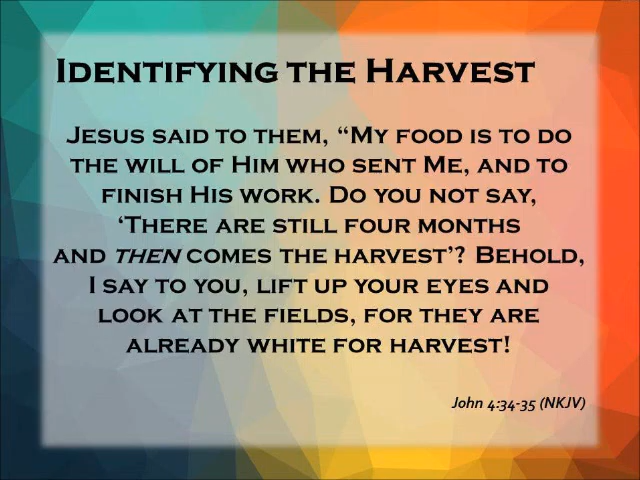 Identifying the Harvest
Jesus said to them, “My food is to do
the will of Him who sent Me, and to
finish His work. Do you not say,
‘There are still four months
and then comes the harvest’? Behold,
I say to you, lift up your eyes and
look at the fields, for they are
already white for harvest!
John 4:34-35 (NKJV)